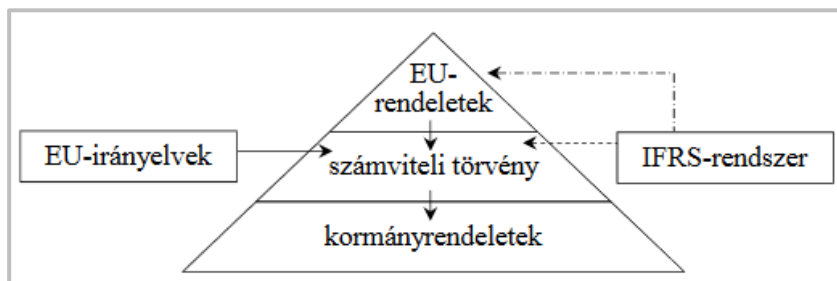 EU-
rendeletek
EU-irányelvek
számviteli törvény
IFRS-rendszer
kormányrendeletek